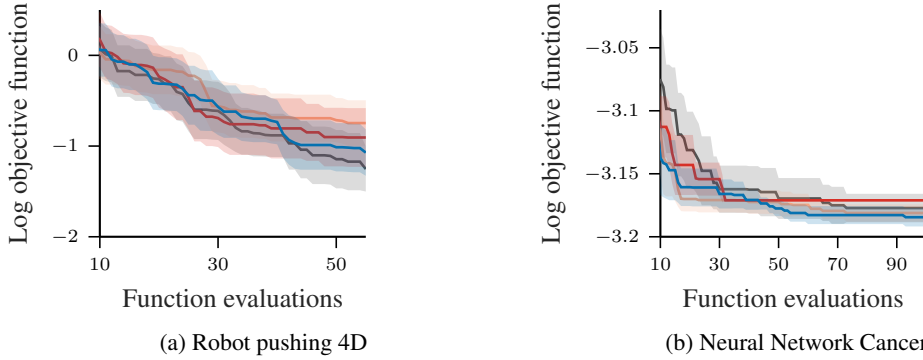 Log objective function
0
−1
−2
10
30
50
Function evaluations
(a) Robot pushing 4D
Log objective function
−3.05
−3.1
−3.15
−3.2
10
30
50
70
90
Function evaluations
(b) Neural Network Cancer